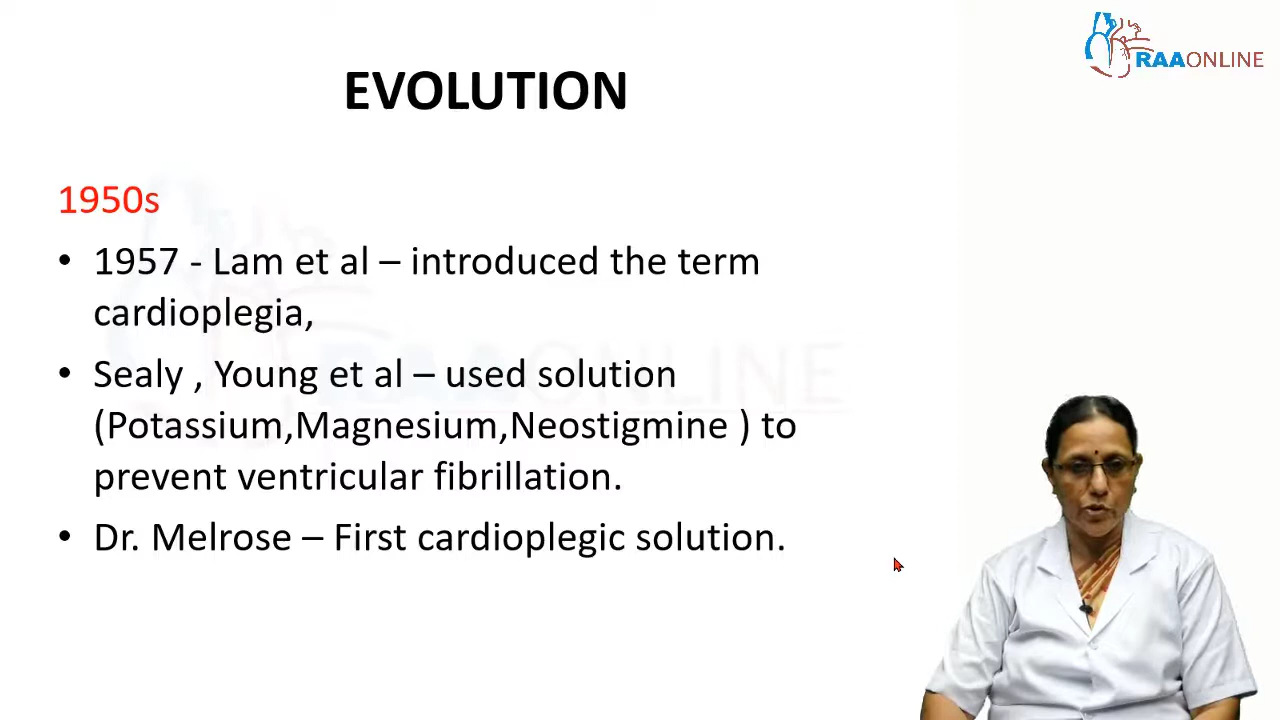 RAAONLINE
EVOLUTION
1950s
• 1957 - Lam et al – introduced the term
cardioplegia,
• Sealy , Young et al – used solution
(Potassium,Magnesium,Neostigmine ) to
prevent ventricular fibrillation.
• Dr. Melrose – First cardioplegic solution.
RAAONLINE